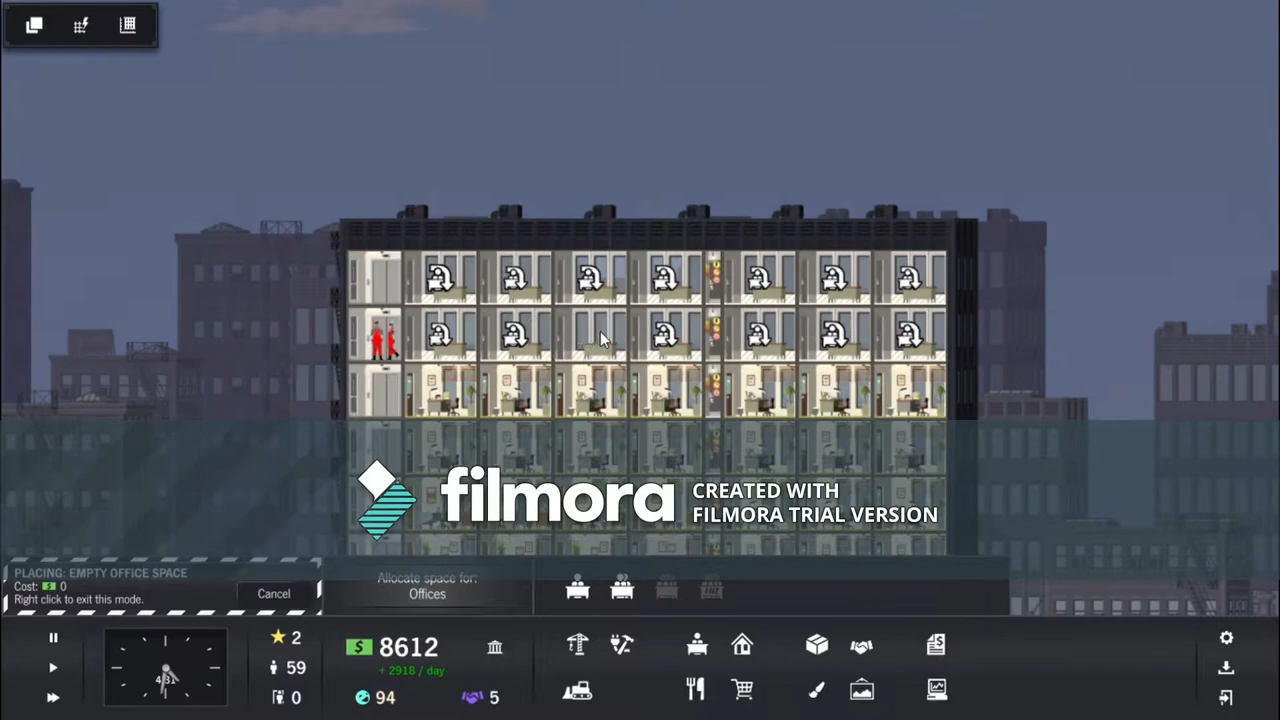 filmora
CREATED WITH
FILMORA TRIAL VERSION
PLACING: EMPTY OFFICE SPACE
Cost: $ 0
Right click to exit this mode.
Cancel
Allocate space for:
Offices
2
$ 8612
59
+ 2918 / day
0
94
5